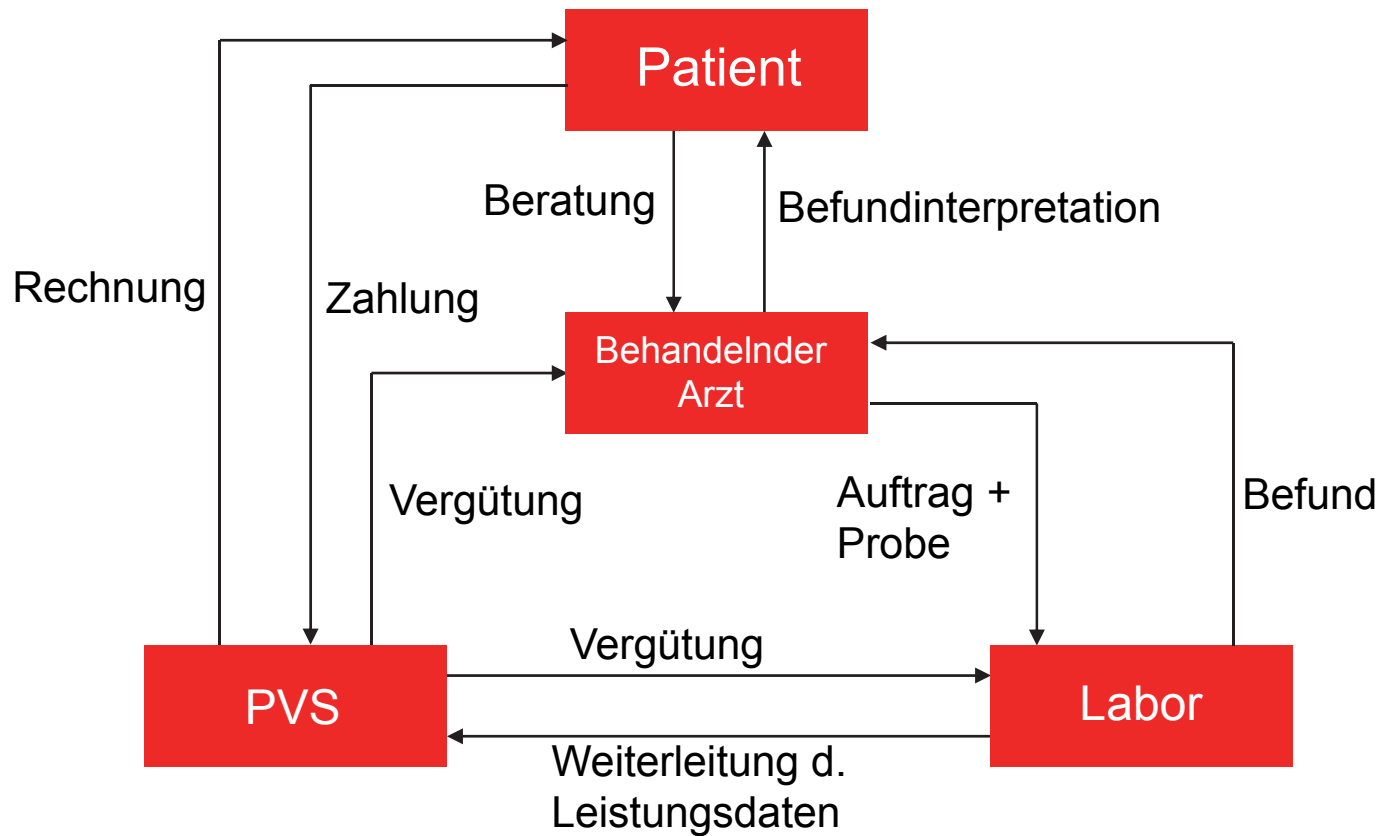 Patient
Beratung
Befundinterpretation
Rechnung
Zahlung
Behandelnder
Arzt
Vergütung
Auftrag +
Probe
Befund
Vergütung
PVS
Labor
Weiterleitung d.
Leistungsdaten